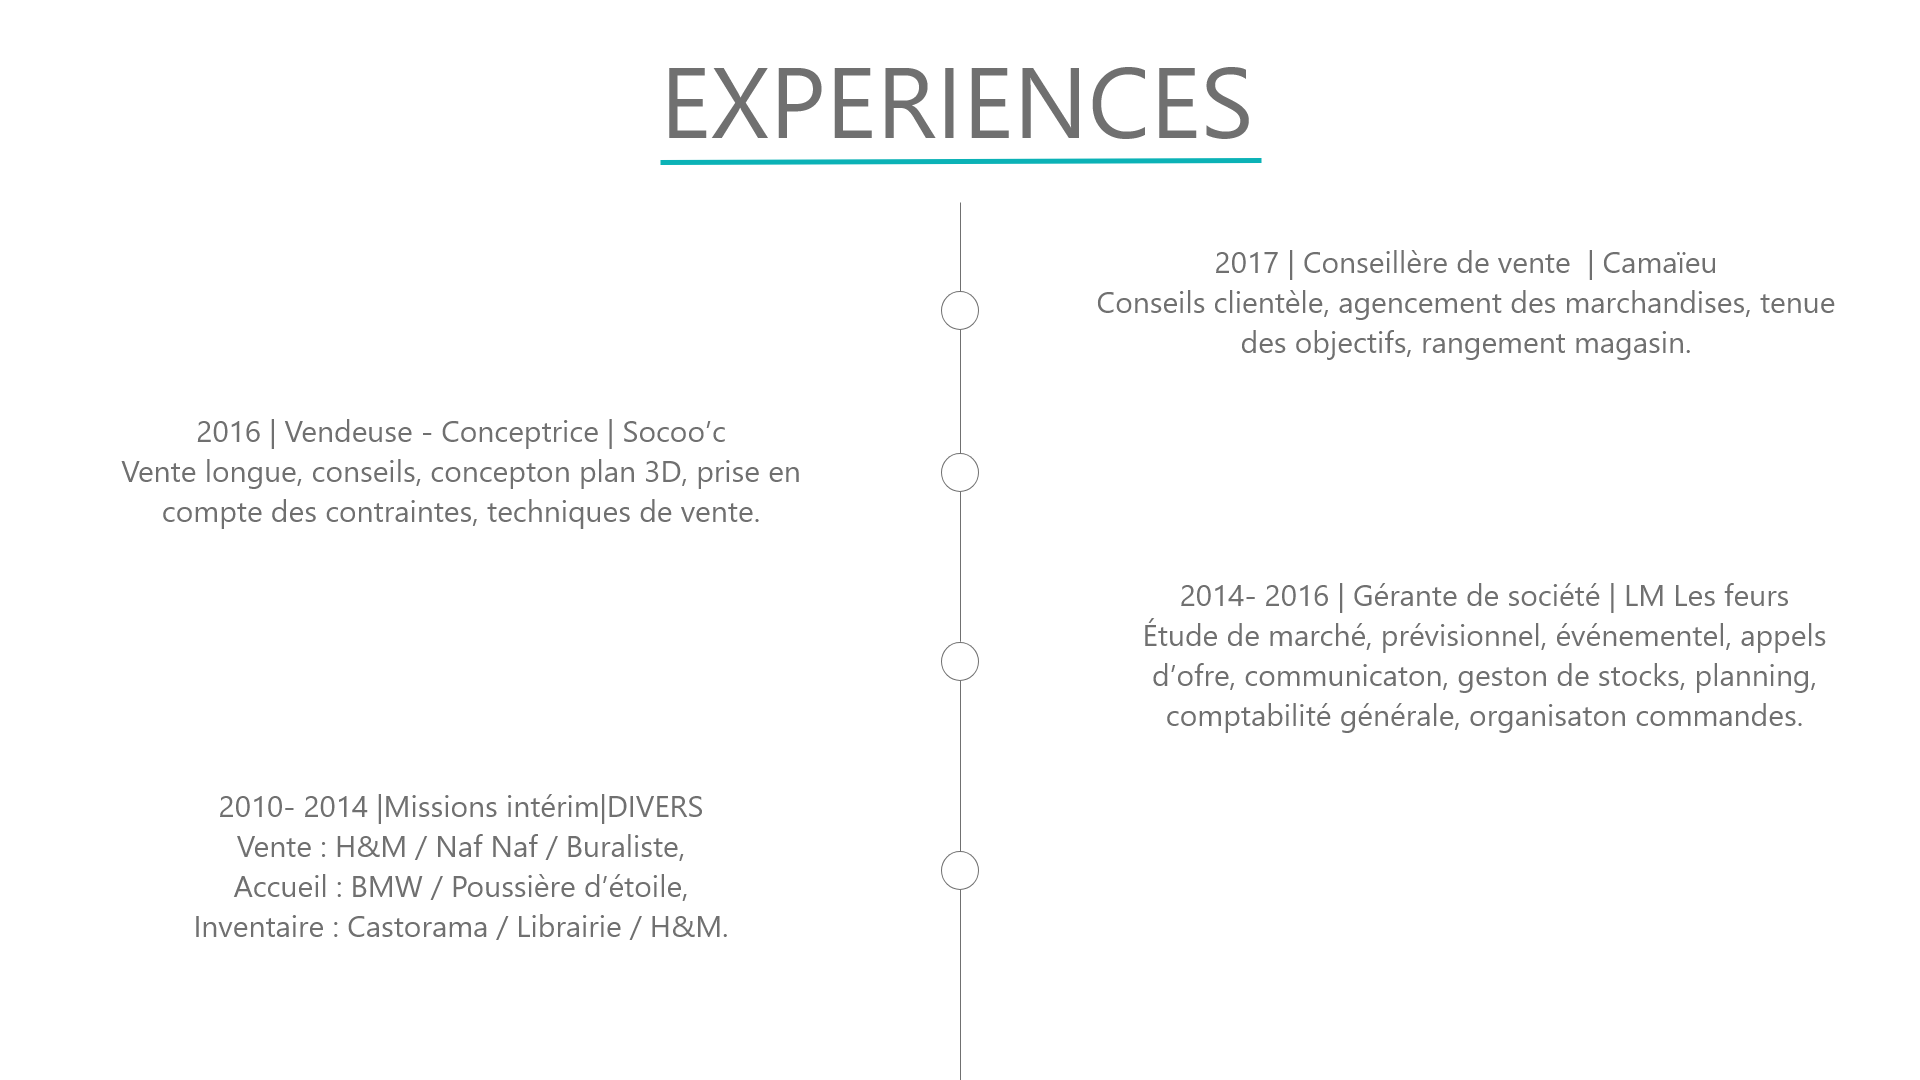 EXPERIENCES
2017 | Conseillère de vente  | Camaïeu
Conseils clientèle, agencement des marchandises, tenue
des objectifs, rangement magasin.
2016 | Vendeuse - Conceptrice | Socoo’c
Vente longue, conseils, concepton plan 3D, prise en
compte des contraintes, techniques de vente.
2014- 2016 | Gérante de société | LM Les feurs
Étude de marché, prévisionnel, événementel, appels
d’ofre, communicaton, geston de stocks, planning,
comptabilité générale, organisaton commandes.
2010- 2014 |Missions intérim|DIVERS
Vente : H&M / Naf Naf / Buraliste,
Accueil : BMW / Poussière d’étoile,
Inventaire : Castorama / Librairie / H&M.